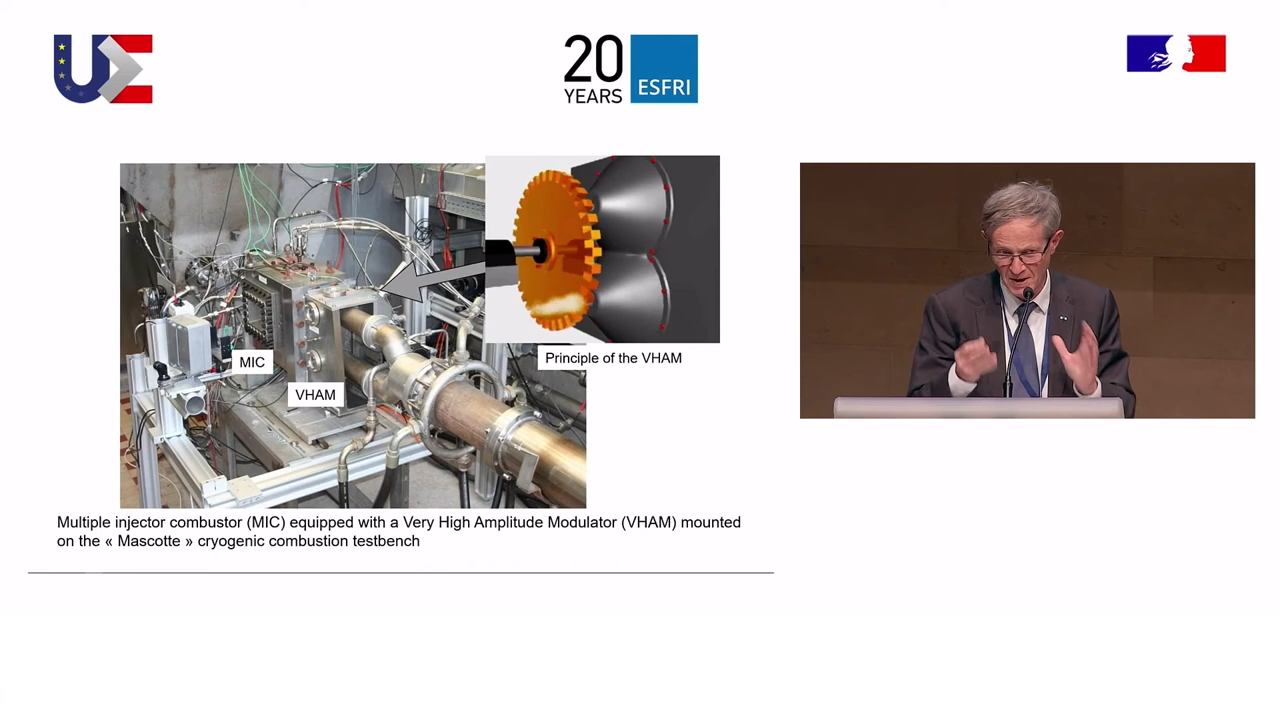 UE
20
YEARS
ESFRI
MIC
VHAM
Principle of the VHAM
Multiple injector combustor (MIC) equipped with a Very High Amplitude Modulator (VHAM) mounted
on the « Mascotte » cryogenic combustion testbench